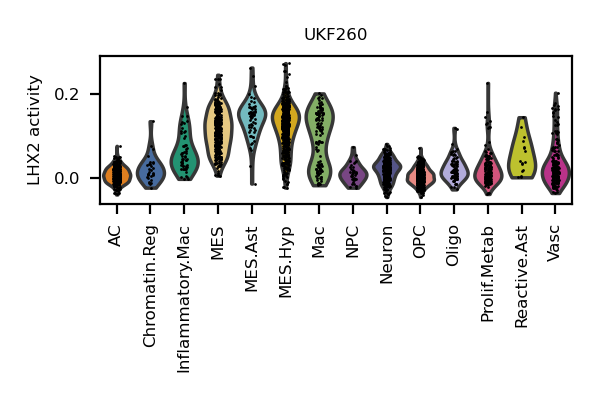 UKF260
LHX2 activity
0.2
0.0
AC
Chromatin.Reg
Inflammatory.Mac
MES
MES.Ast
MES.Hyp
Mac
NPC
Neuron
OPC
Oligo
Prolif.Metab
Reactive.Ast
Vasc